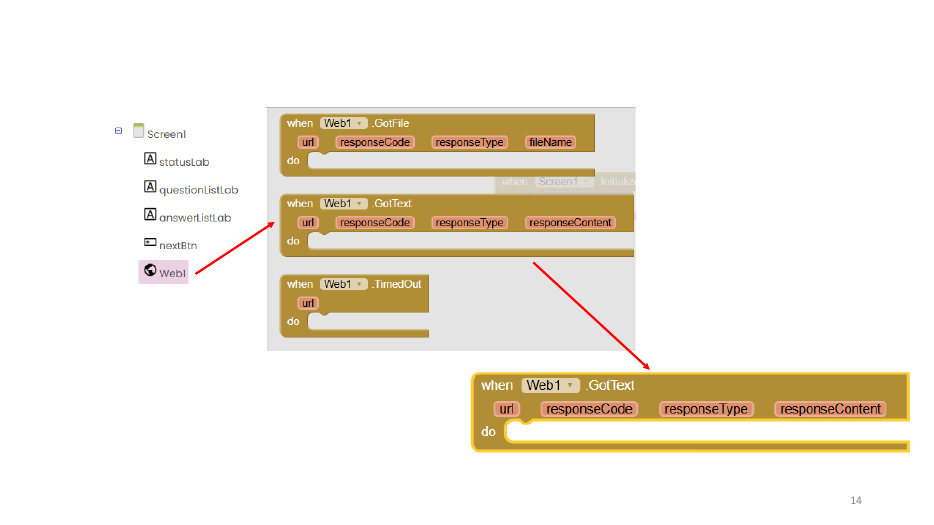 Screen1
A statusLab
A questionListLab
A answerListLab
nextBtn
Web1
when Web1 .GotFile
url responseCode responseType fileName
do
when Screen1 .Initialize
when Web1 .GotText
url responseCode responseType responseContent
do
when Web1 .TimedOut
url
do
when Web1 .GotText
url responseCode responseType responseContent
do
14